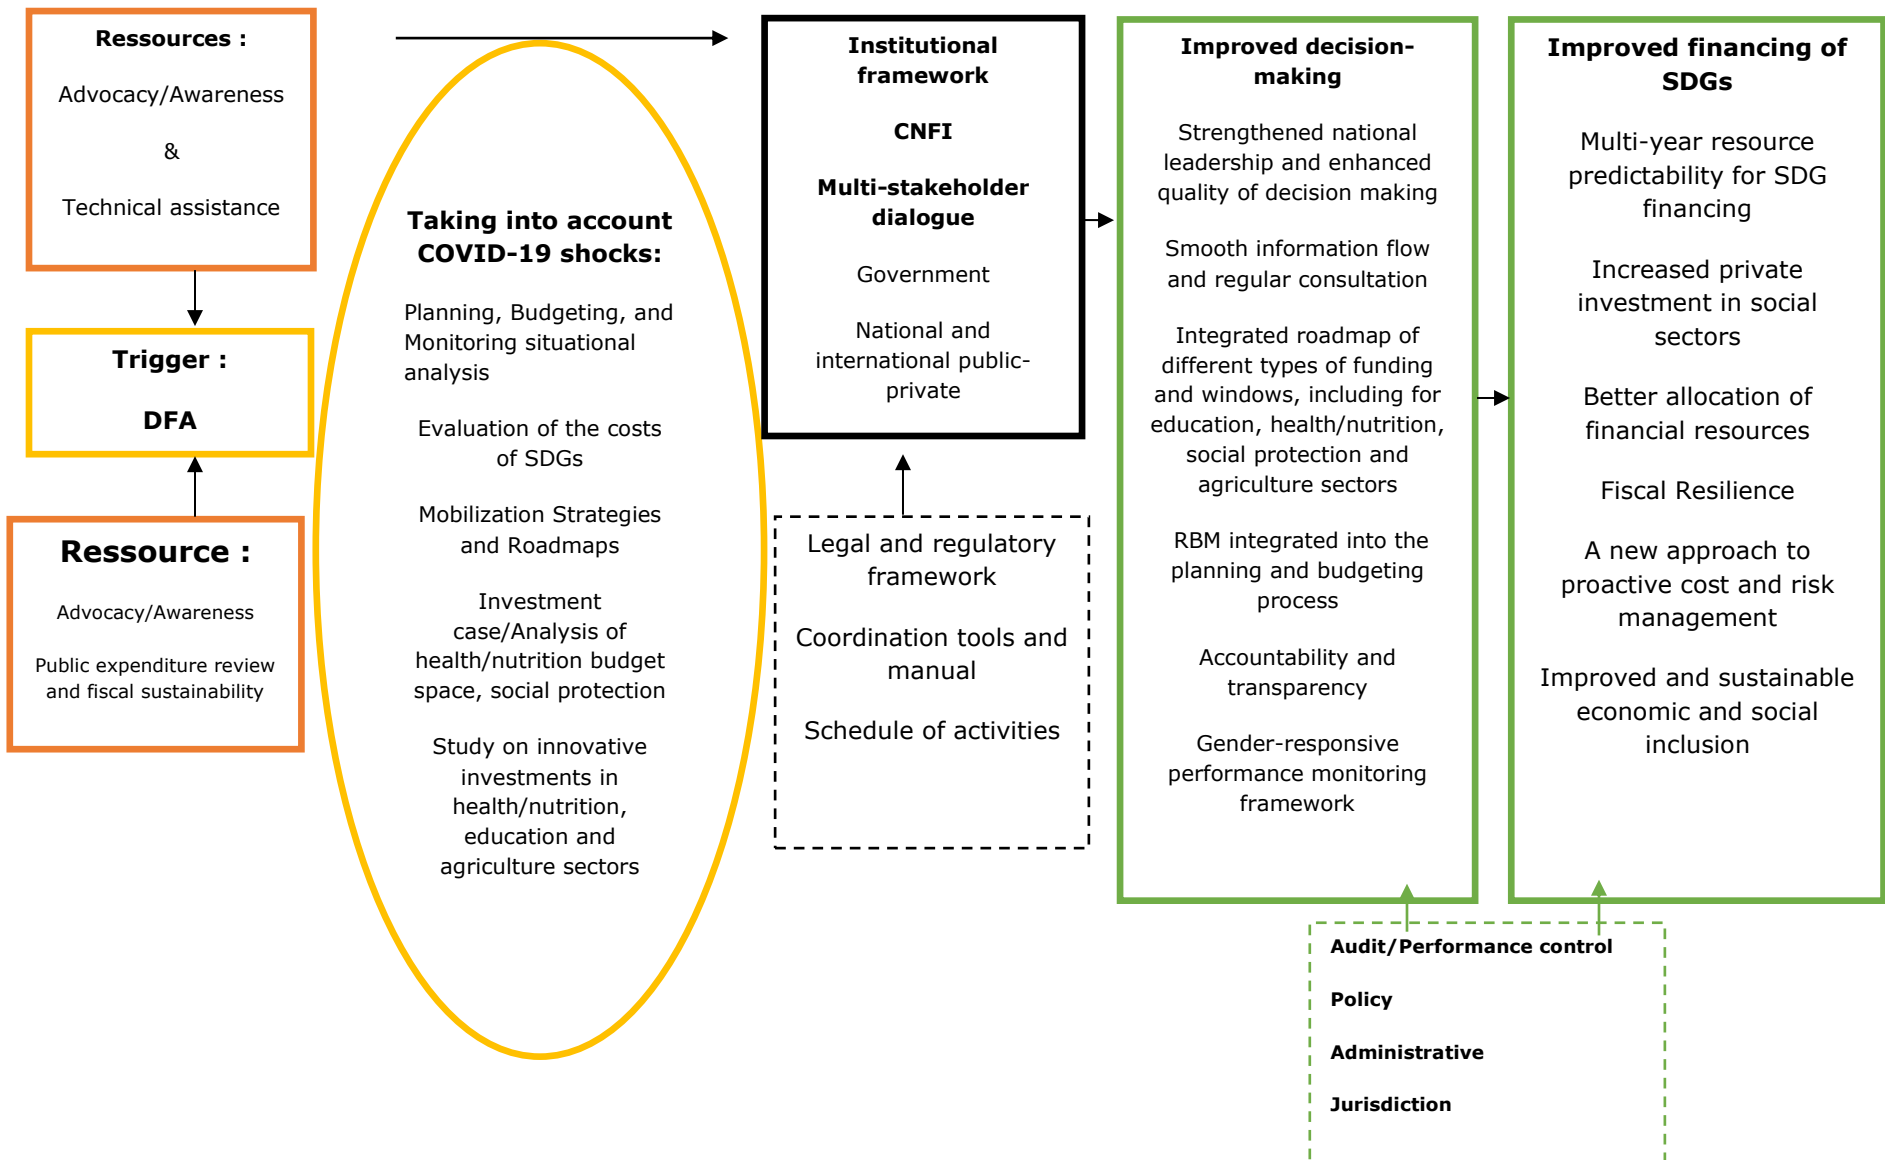 Ressources :
Advocacy/Awareness
&
Technical assistance
Trigger :
DFA
Ressource :
Advocacy/Awareness
Public expenditure review
and fiscal sustainability
Taking into account
COVID-19 shocks:
Planning, Budgeting, and
Monitoring situational
analysis
Evaluation of the costs
of SDGs
Mobilization Strategies
and Roadmaps
Investment
case/Analysis of
health/nutrition budget
space, social protection
Study on innovative
investments in
health/nutrition,
education and
agriculture sectors
Institutional
framework
CNFI
Multi-stakeholder
dialogue
Government
National and
international public-
private
Legal and regulatory
framework
Coordination tools and
manual
Schedule of activities
Improved decision-
making
Strengthened national
leadership and enhanced
quality of decision making
Smooth information flow
and regular consultation
Integrated roadmap of
different types of funding
and windows, including for
education, health/nutrition,
social protection and
agriculture sectors
RBM integrated into the
planning and budgeting
process
Accountability and
transparency
Gender-responsive
performance monitoring
framework
Improved financing of
SDGs
Multi-year resource
predictability for SDG
financing
Increased private
investment in social
sectors
Better allocation of
financial resources
Fiscal Resilience
A new approach to
proactive cost and risk
management
Improved and sustainable
economic and social
inclusion
Audit/Performance control
Policy
Administrative
Jurisdiction